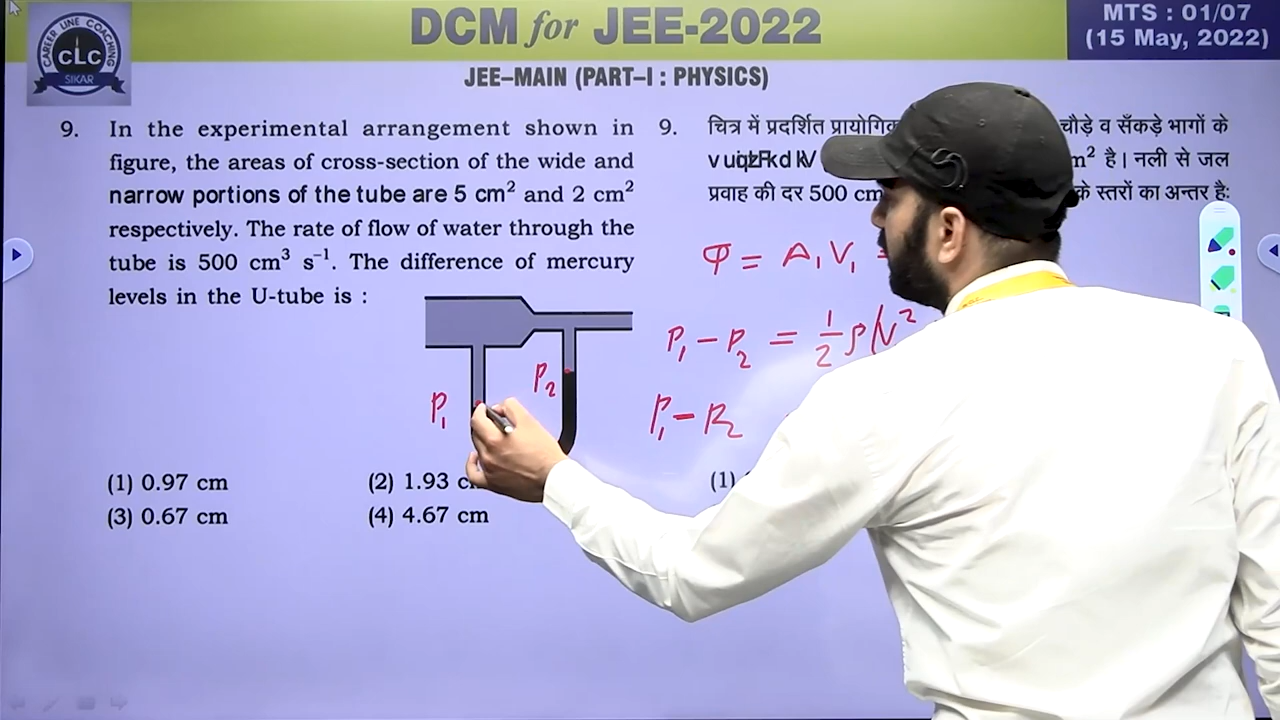 DCM for JEE-2022
MTS : 01/07
(15 May, 2022)
CAREER LINE COACHING
CLC
SIKAR
JEE–MAIN (PART–I : PHYSICS)
9. In the experimental arrangement shown in
figure, the areas of cross-section of the wide and
narrow portions of the tube are 5 cm² and 2 cm²
respectively. The rate of flow of water through the
tube is 500 cm³ s⁻¹. The difference of mercury
levels in the U-tube is :
P₁
P₂
(1) 0.97 cm
(2) 1.93
(3) 0.67 cm
(4) 4.67 cm
9. चित्र में प्रदर्शित चौड़े व सँकड़े भागों के
m² है। नली से जल
प्रवाह की दर 500 cm के स्तरों का अन्तर है:
φ = A₁V₁ =
P₁ – P₂ = 1/2 ρ(V²
P₁ – P₂
(1)